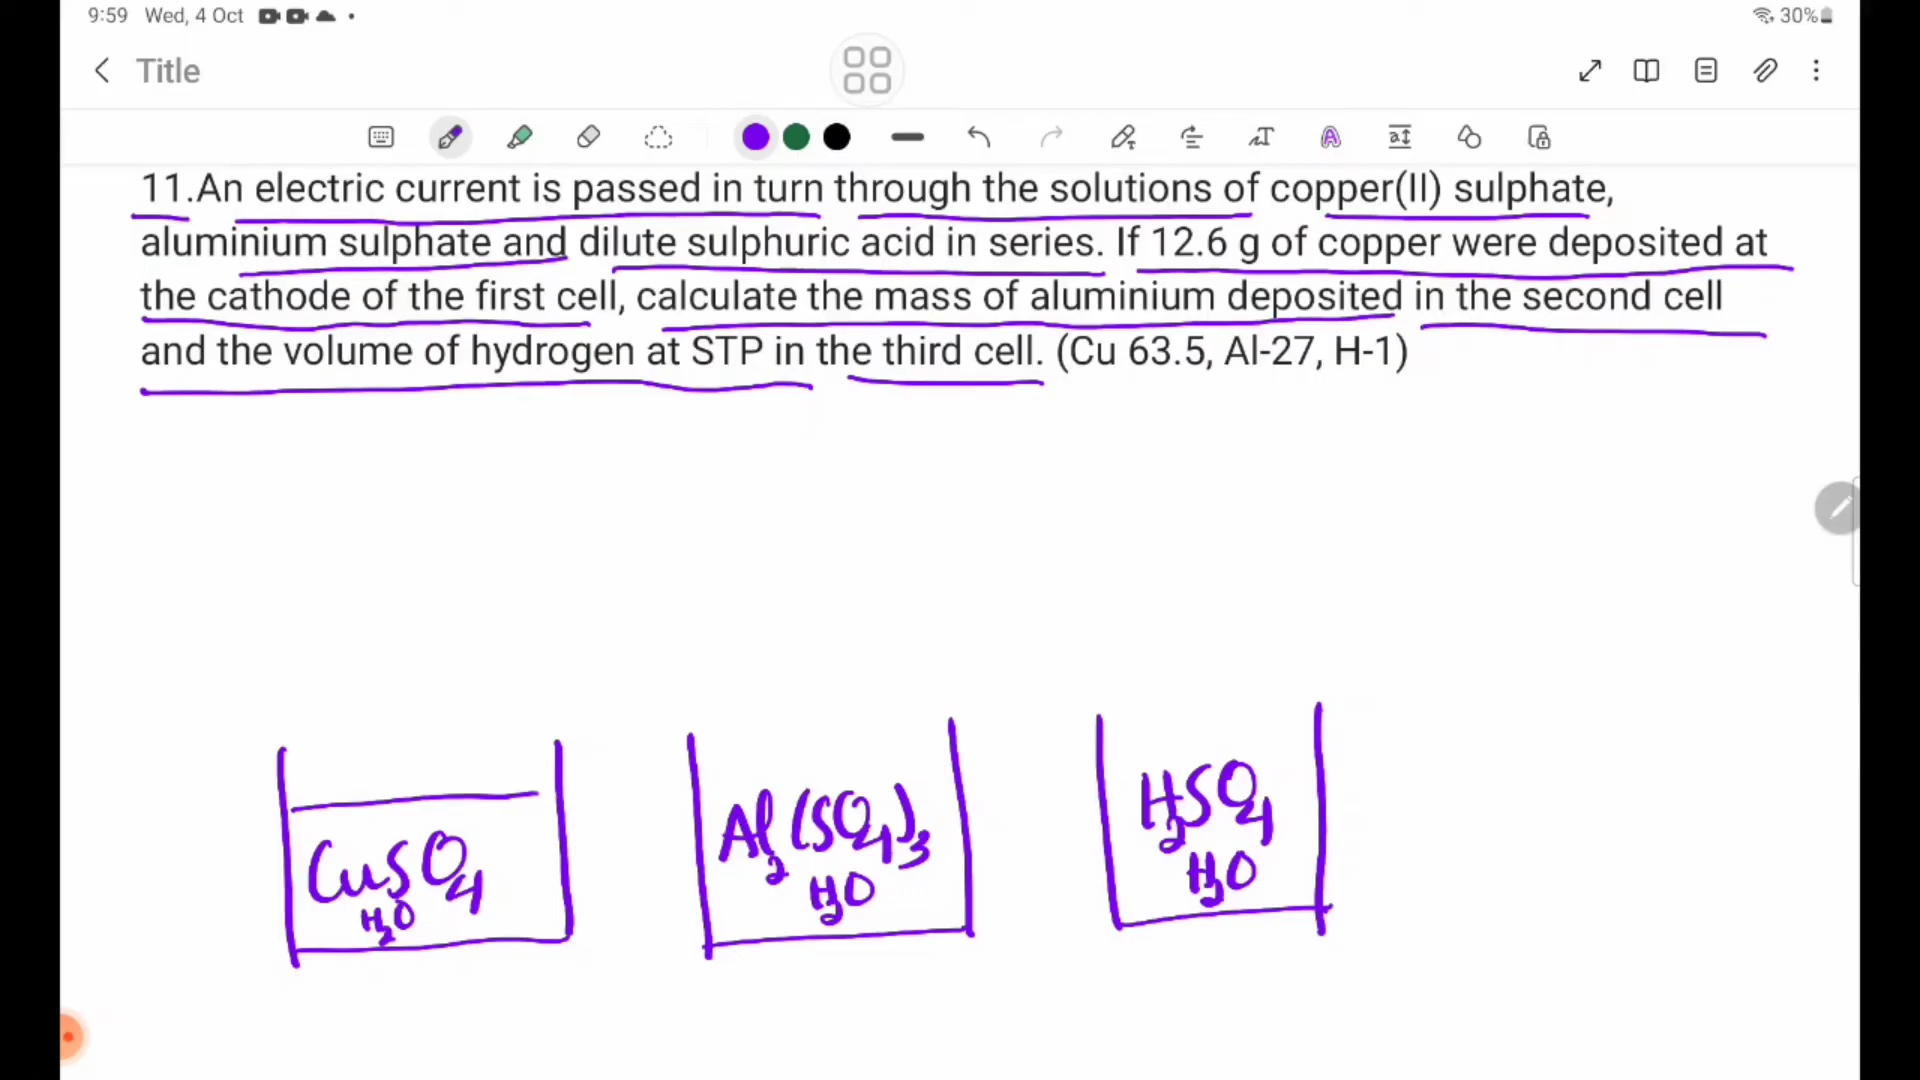 9:59 Wed, 4 Oct 30%
Title
11.An electric current is passed in turn through the solutions of copper(II) sulphate,
aluminium sulphate and dilute sulphuric acid in series. If 12.6 g of copper were deposited at
the cathode of the first cell, calculate the mass of aluminium deposited in the second cell
and the volume of hydrogen at STP in the third cell. (Cu 63.5, Al-27, H-1)
CuSO4
H2O
Al2(SO4)3
H2O
H2SO4
H2O